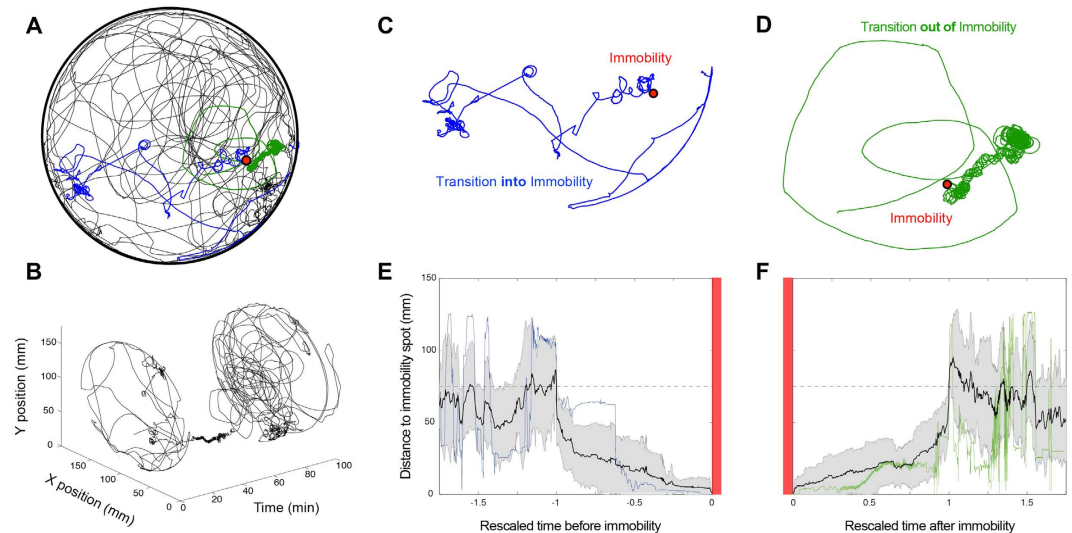 A
C
D
Immobility
Transition into Immobility
Transition out of Immobility
Immobility
B
Y position (mm)
150
100
50
0
X position (mm)
150
100
50
0
Time (min)
0
20
40
60
80
100
E
Distance to immobility spot (mm)
150
100
50
0
-1.5
-1
-0.5
0
Rescaled time before immobility
F
0
0.5
1
1.5
Rescaled time after immobility